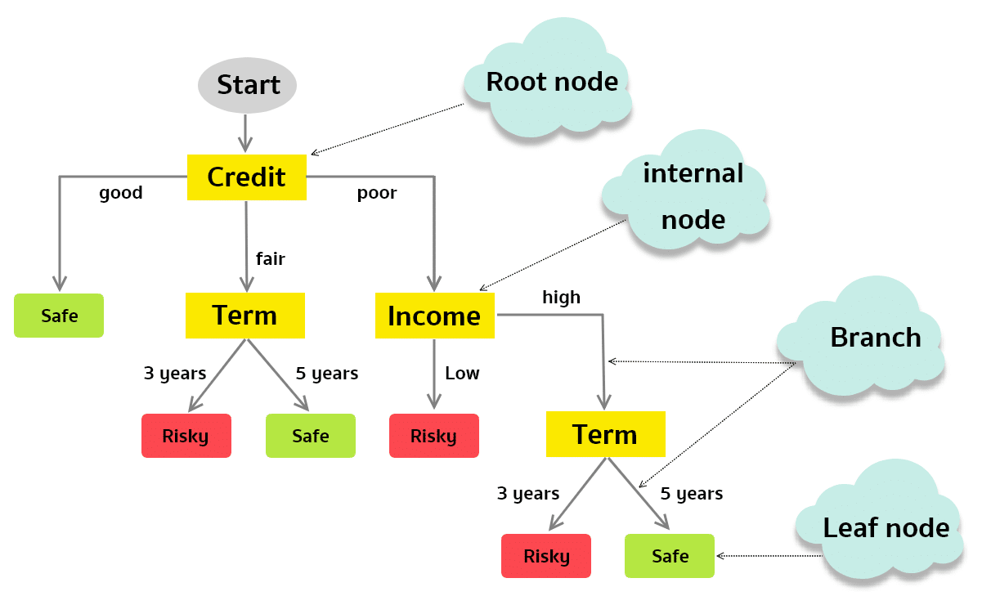 Start
Root node
Credit
good
poor
internal
node
fair
Safe
Term
Income
high
Branch
3 years
5 years
Low
Risky
Safe
Risky
Term
3 years
5 years
Leaf node
Risky
Safe